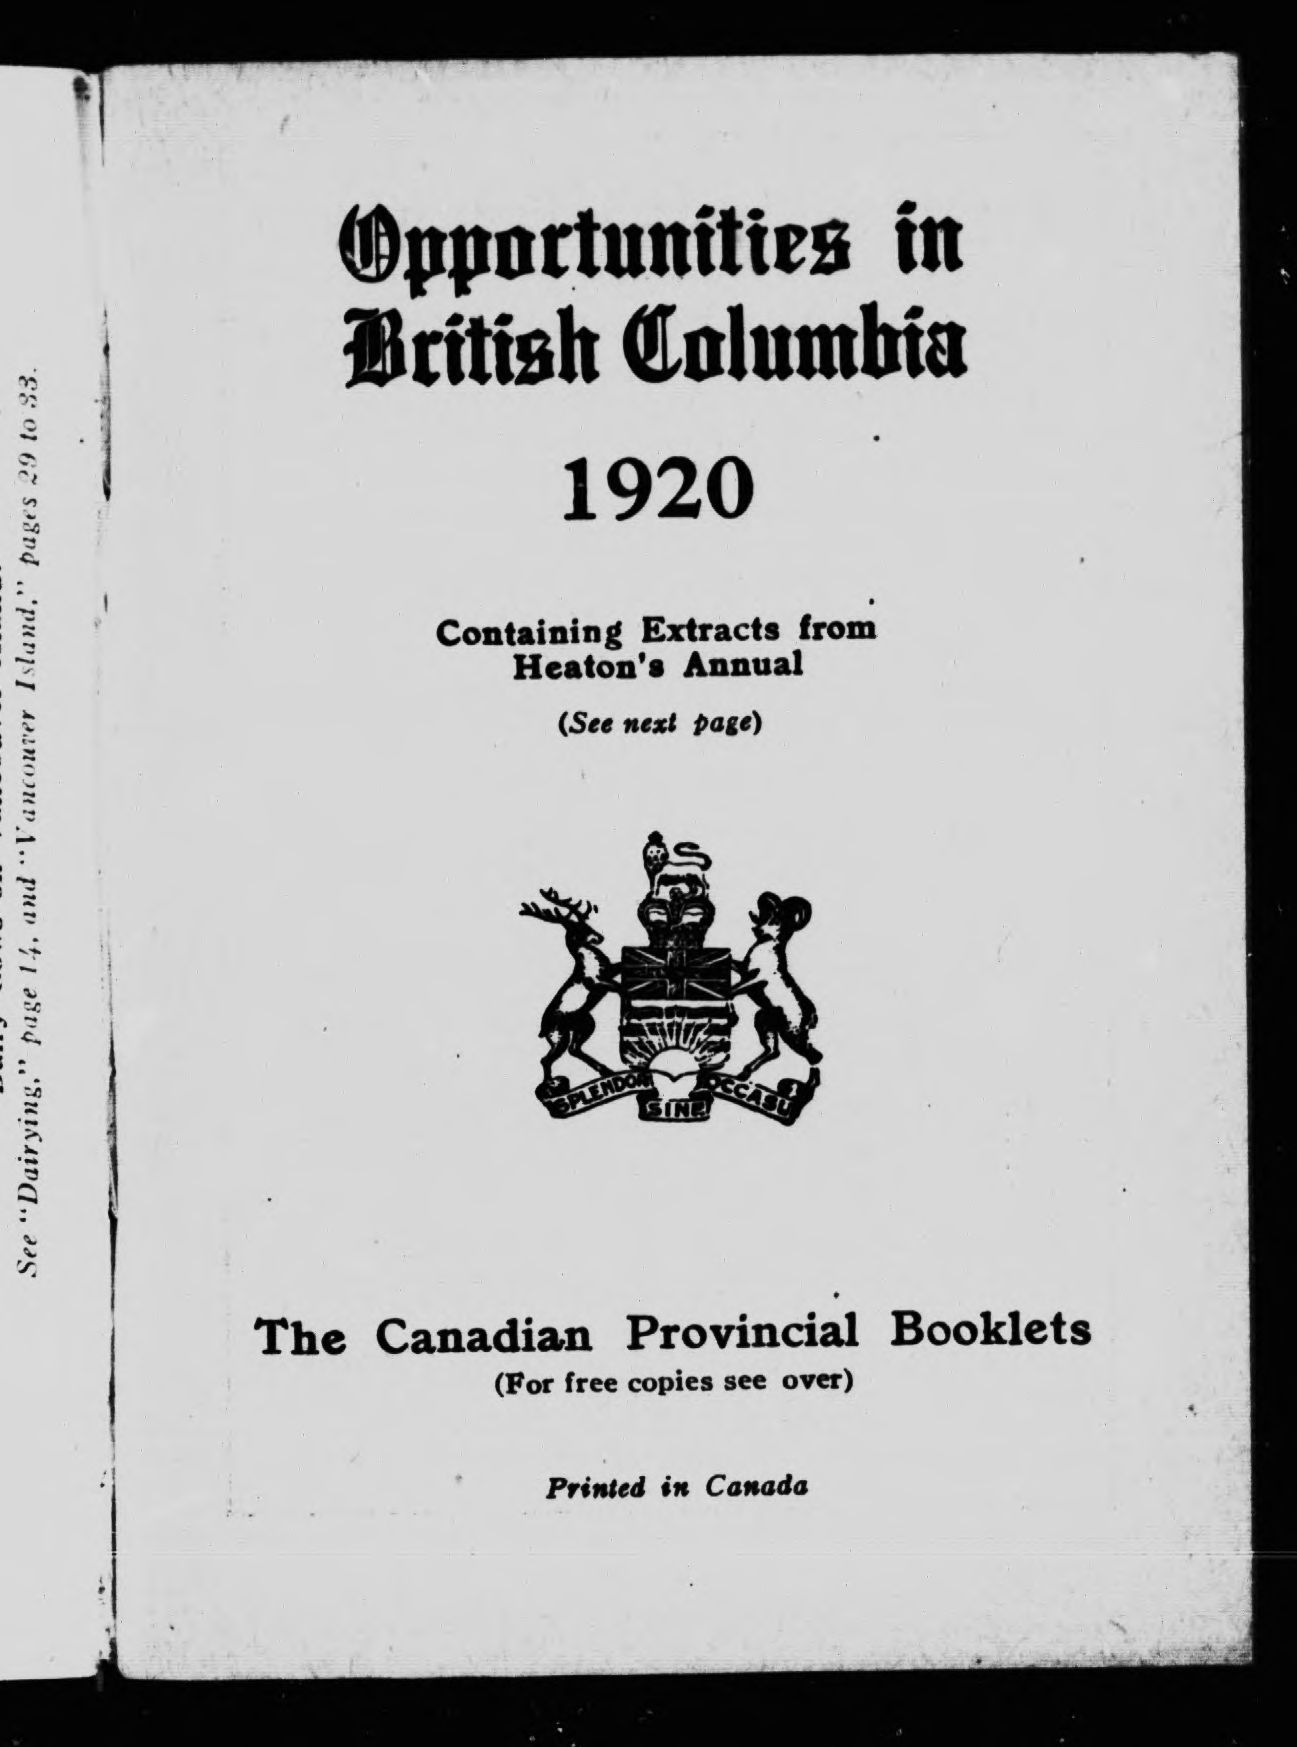 See "Dairying," page 14, and "Vancouver Island," pages 29 to 33.
Opportunities in
British Columbia
1920
Containing Extracts from
Heaton's Annual
(See next page)
SPLENDOR SINE OCCASU
The Canadian Provincial Booklets
(For free copies see over)
Printed in Canada